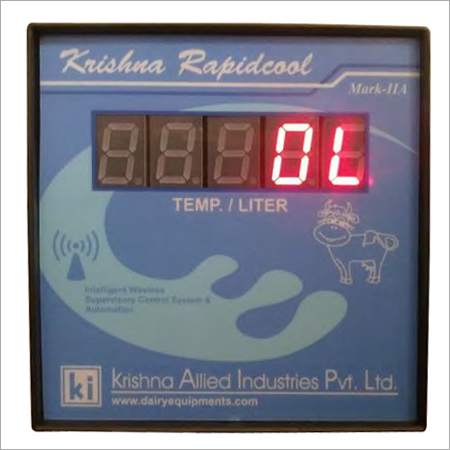 Krishna Rapidcool
Mark-IIA
0L
TEMP. / LITER
Intelligent Wireless
Supervisory Control System &
Automation
ki
Krishna Allied Industries Pvt. Ltd.
www.dairyequipments.com